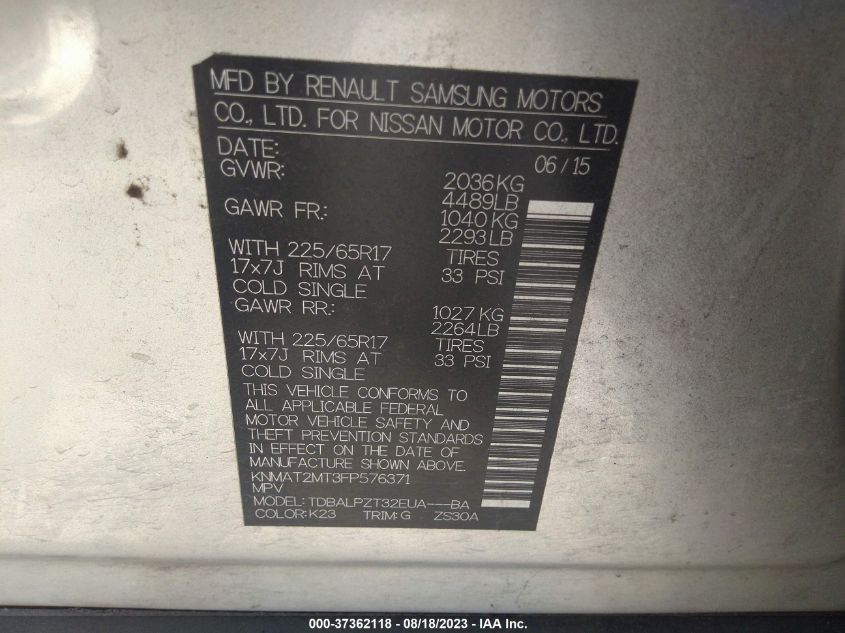 MFD BY RENAULT SAMSUNG MOTORS
CO., LTD. FOR NISSAN MOTOR CO., LTD.
DATE: 06/15
GVWR: 2036KG
4489LB
GAWR FR: 1040KG
2293LB
WITH 225/65R17 TIRES
17x7J RIMS AT 33 PSI
COLD SINGLE
GAWR RR: 1027KG
2264LB
WITH 225/65R17 TIRES
17x7J RIMS AT 33 PSI
COLD SINGLE
THIS VEHICLE CONFORMS TO
ALL APPLICABLE FEDERAL
MOTOR VEHICLE SAFETY AND
THEFT PREVENTION STANDARDS
IN EFFECT ON THE DATE OF
MANUFACTURE SHOWN ABOVE.
KNMAT2MT3FP576371
MPV
MODEL: TDBALPZT32EUA---BA
COLOR:K23 TRIM:G ZS30A
000-37362118 - 08/18/2023 - IAA Inc.